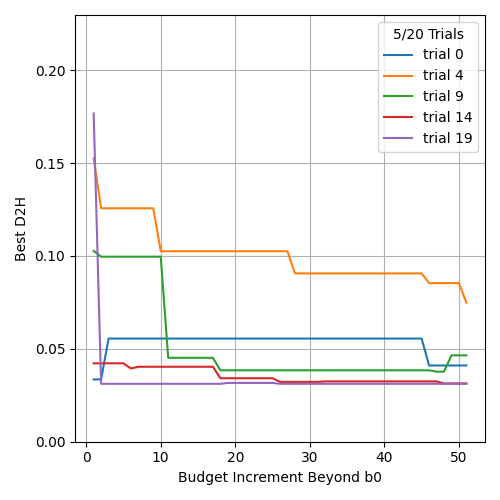 5/20 Trials
trial 0
trial 4
trial 9
trial 14
trial 19
0.20
0.15
0.10
0.05
0.00
Best D2H
0 10 20 30 40 50
Budget Increment Beyond b0